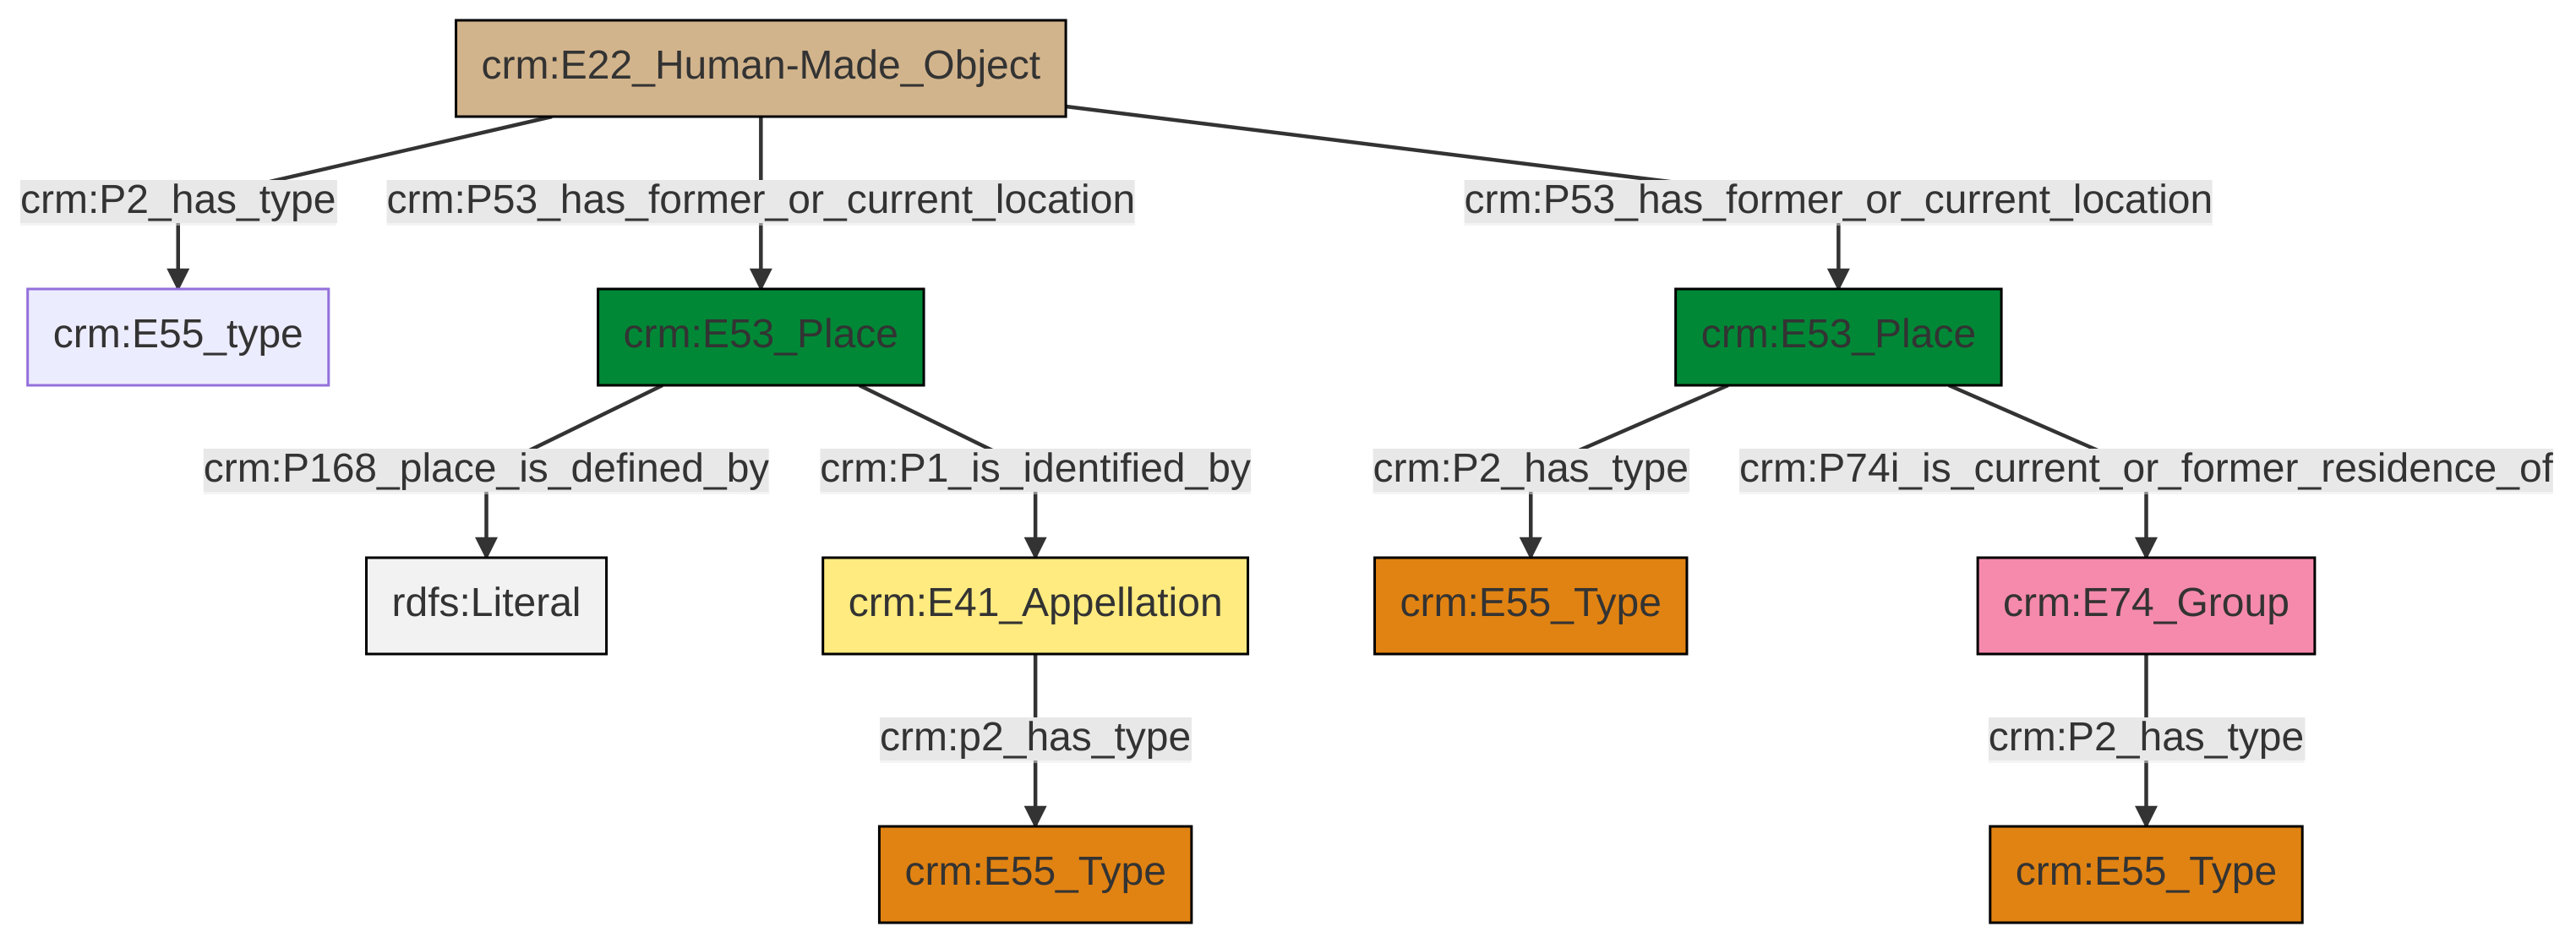 crm:E22_Human-Made_Object
crm:P2_has_type
crm:P53_has_former_or_current_location
crm:P53_has_former_or_current_location
crm:E55_type
crm:E53_Place
crm:E53_Place
crm:P168_place_is_defined_by
crm:P1_is_identified_by
crm:P2_has_type
crm:P74i_is_current_or_former_residence_of
rdfs:Literal
crm:E41_Appellation
crm:E55_Type
crm:E74_Group
crm:p2_has_type
crm:P2_has_type
crm:E55_Type
crm:E55_Type